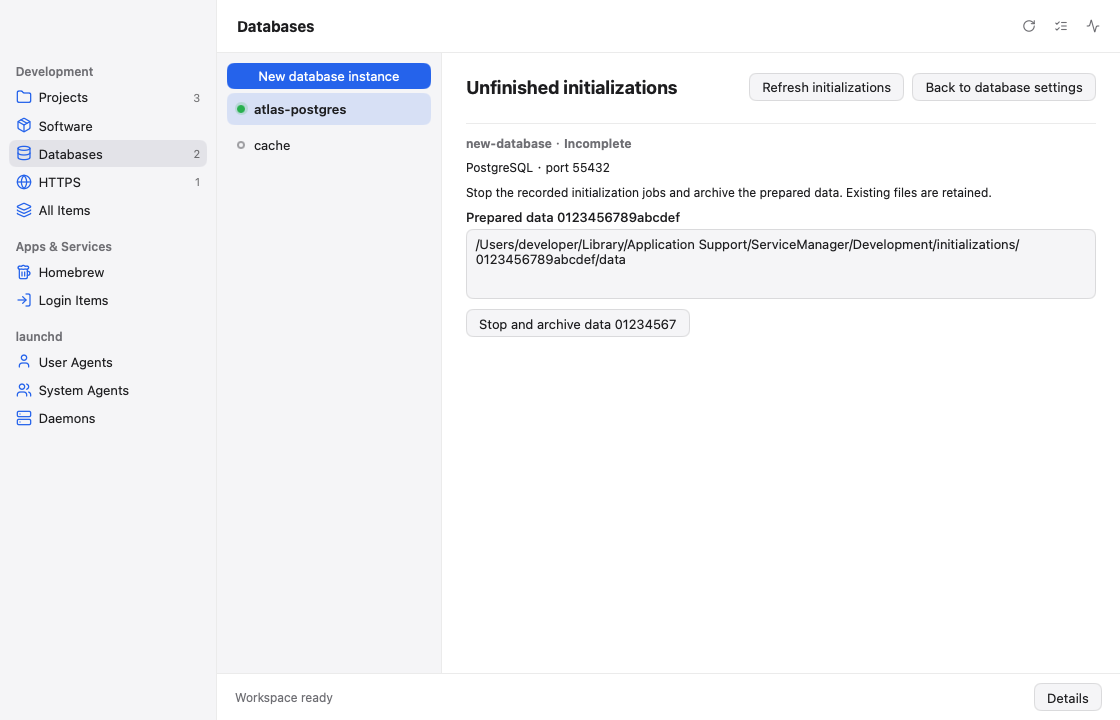 Databases
Development
Projects 3
Software
Databases 2
HTTPS 1
All Items
Apps & Services
Homebrew
Login Items
launchd
User Agents
System Agents
Daemons
New database instance
atlas-postgres
cache
Unfinished initializations
Refresh initializations
Back to database settings
new-database · Incomplete
PostgreSQL · port 55432
Stop the recorded initialization jobs and archive the prepared data. Existing files are retained.
Prepared data 0123456789abcdef
/Users/developer/Library/Application Support/ServiceManager/Development/initializations/
0123456789abcdef/data
Stop and archive data 01234567
Workspace ready
Details